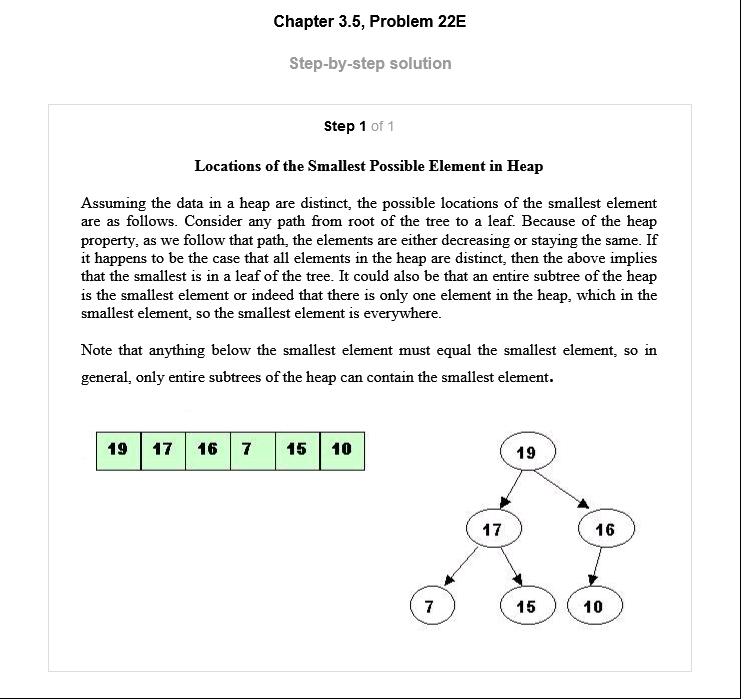 Chapter 3.5, Problem 22E
Step-by-step solution
Step 1 of 1
Locations of the Smallest Possible Element in Heap
Assuming the data in a heap are distinct, the possible locations of the smallest element
are as follows. Consider any path from root of the tree to a leaf. Because of the heap
property, as we follow that path, the elements are either decreasing or staying the same. If
it happens to be the case that all elements in the heap are distinct, then the above implies
that the smallest is in a leaf of the tree. It could also be that an entire subtree of the heap
is the smallest element or indeed that there is only one element in the heap, which in the
smallest element, so the smallest element is everywhere.
Note that anything below the smallest element must equal the smallest element, so in
general, only entire subtrees of the heap can contain the smallest element.
19 17 16 7 15 10
19
17 16
7 15 10